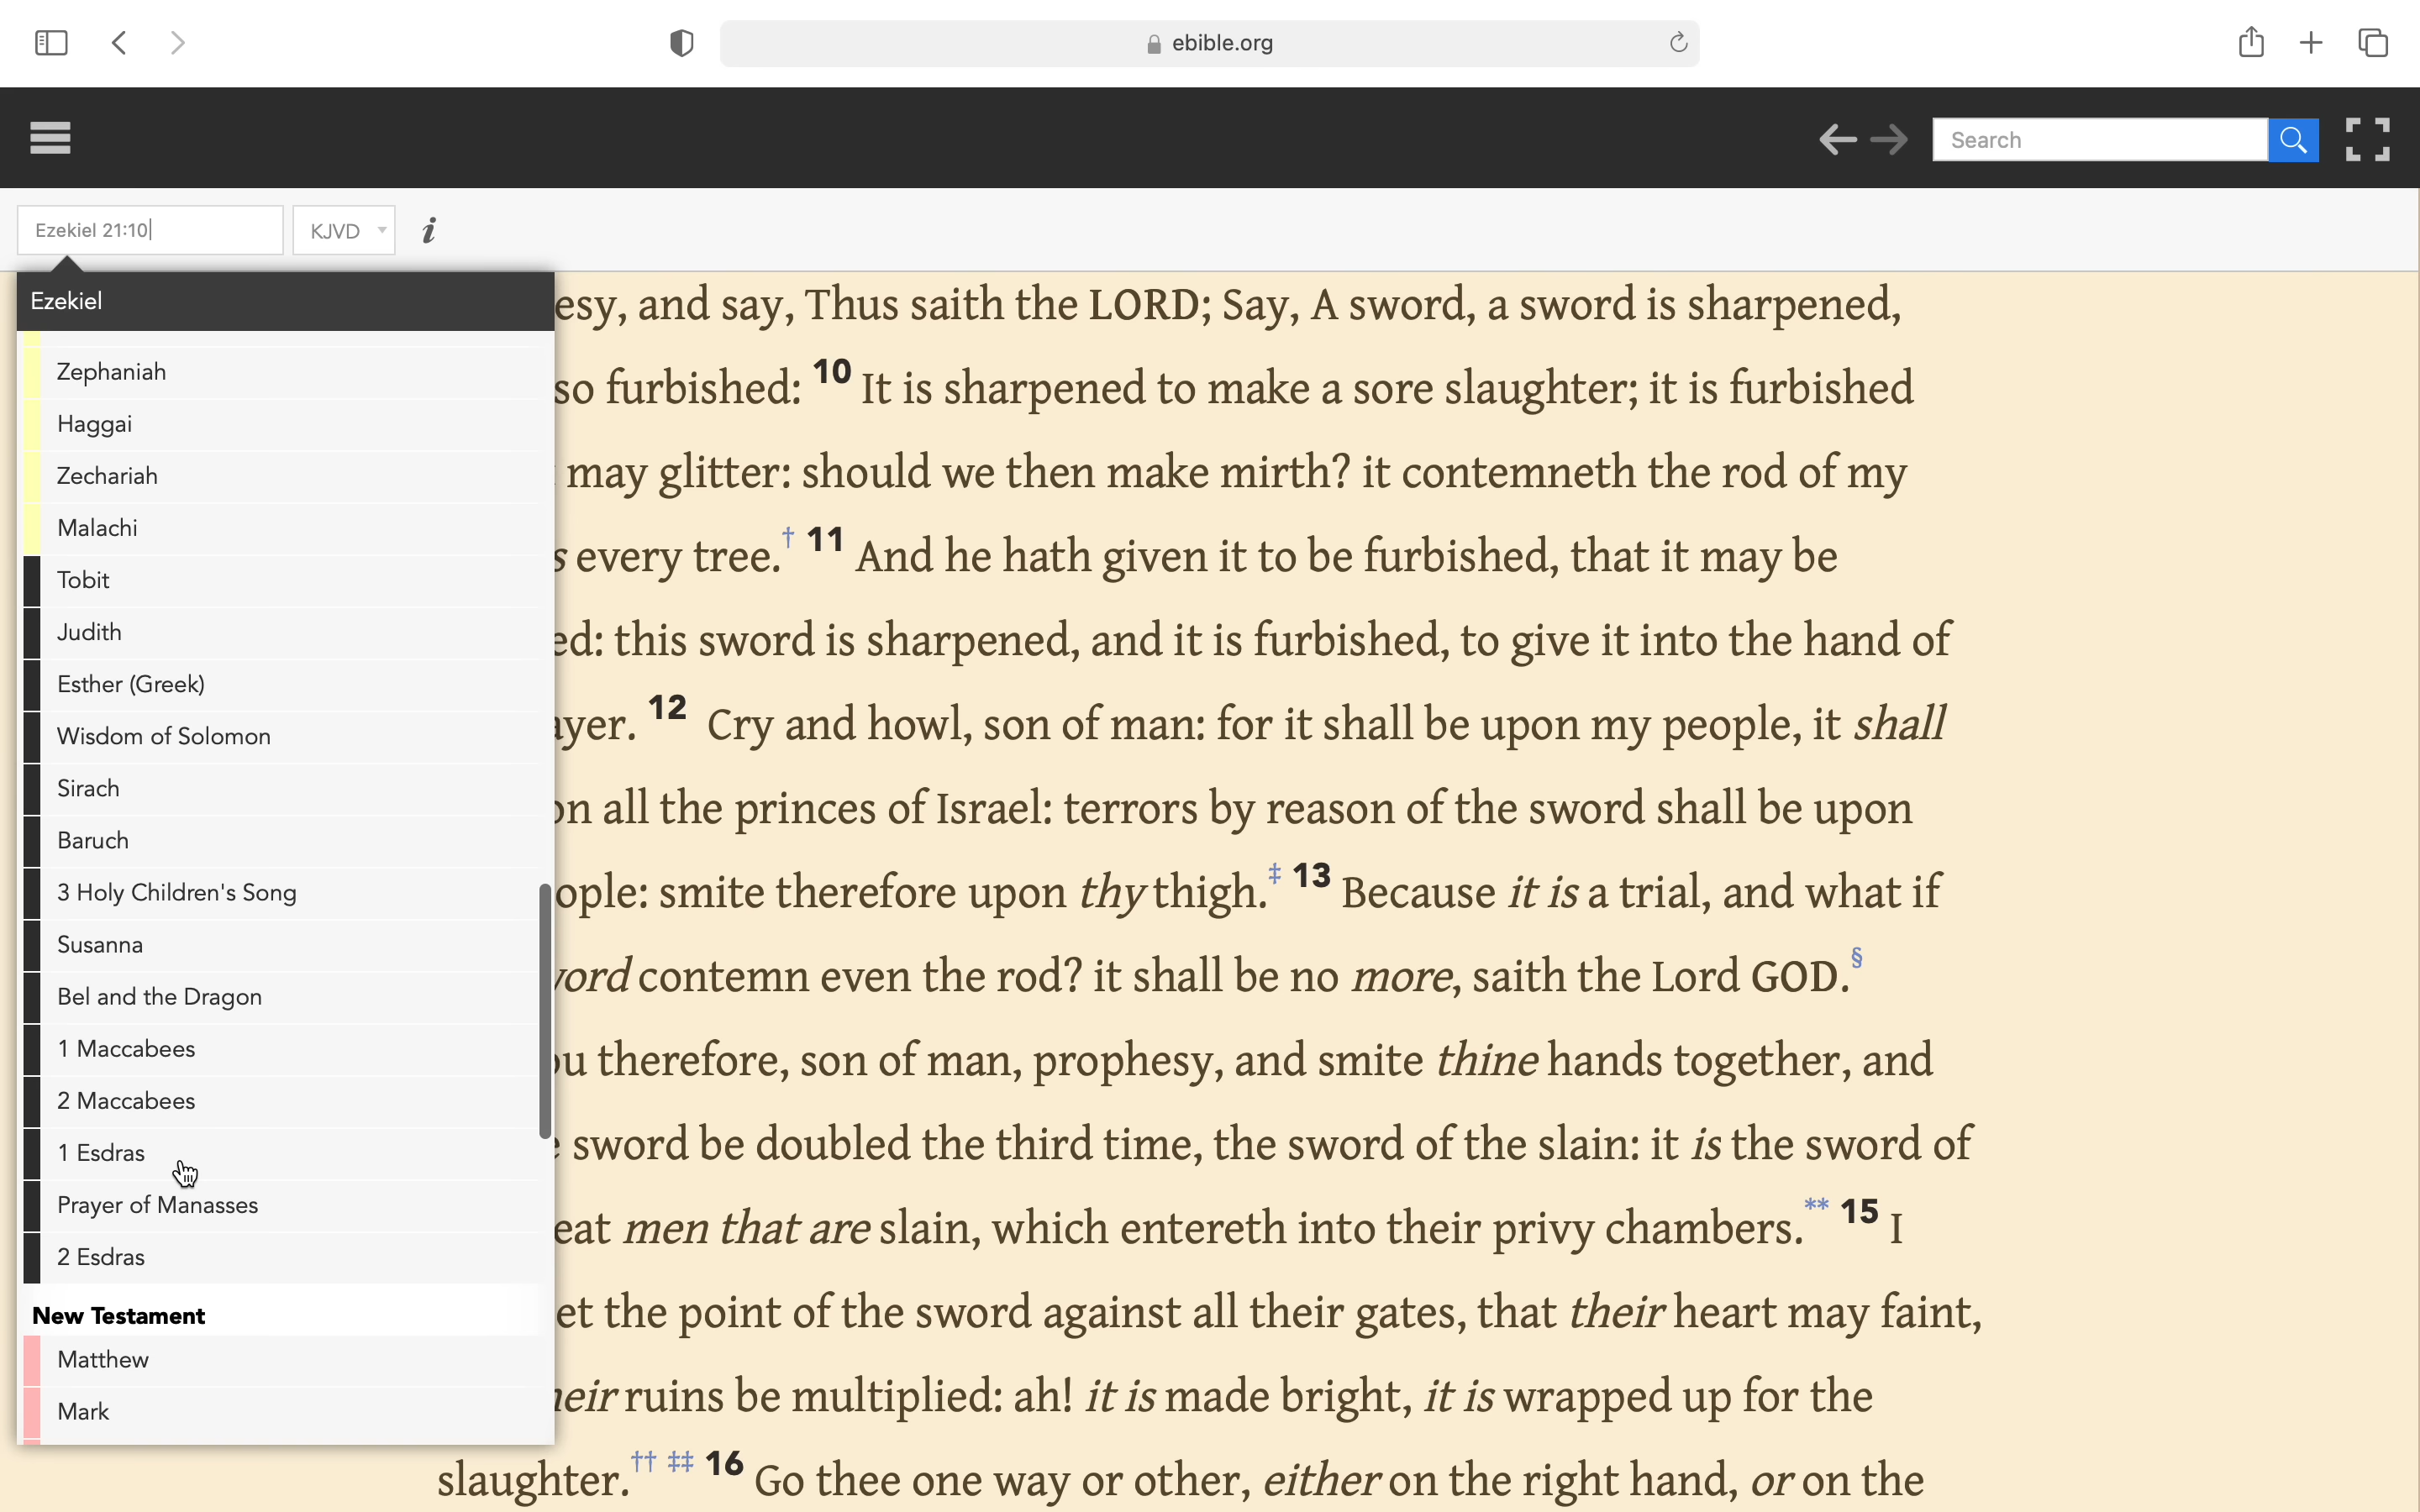 ebible.org
Search
Ezekiel 21:10
KJVD
i
Ezekiel
Zephaniah
Haggai
Zechariah
Malachi
Tobit
Judith
Esther (Greek)
Wisdom of Solomon
Sirach
Baruch
3 Holy Children's Song
Susanna
Bel and the Dragon
1 Maccabees
2 Maccabees
1 Esdras
Prayer of Manasses
2 Esdras
New Testament
Matthew
Mark
esy, and say, Thus saith the LORD; Say, A sword, a sword is sharpened,
so furbished: 10 It is sharpened to make a sore slaughter; it is furbished
may glitter: should we then make mirth? it contemneth the rod of my
s every tree.† 11 And he hath given it to be furbished, that it may be
ed: this sword is sharpened, and it is furbished, to give it into the hand of
ayer. 12 Cry and howl, son of man: for it shall be upon my people, it shall
on all the princes of Israel: terrors by reason of the sword shall be upon
ople: smite therefore upon thy thigh.‡ 13 Because it is a trial, and what if
word contemn even the rod? it shall be no more, saith the Lord GOD.§
ou therefore, son of man, prophesy, and smite thine hands together, and
e sword be doubled the third time, the sword of the slain: it is the sword of
eat men that are slain, which entereth into their privy chambers.** 15 I
et the point of the sword against all their gates, that their heart may faint,
heir ruins be multiplied: ah! it is made bright, it is wrapped up for the
slaughter.†† ‡‡ 16 Go thee one way or other, either on the right hand, or on the